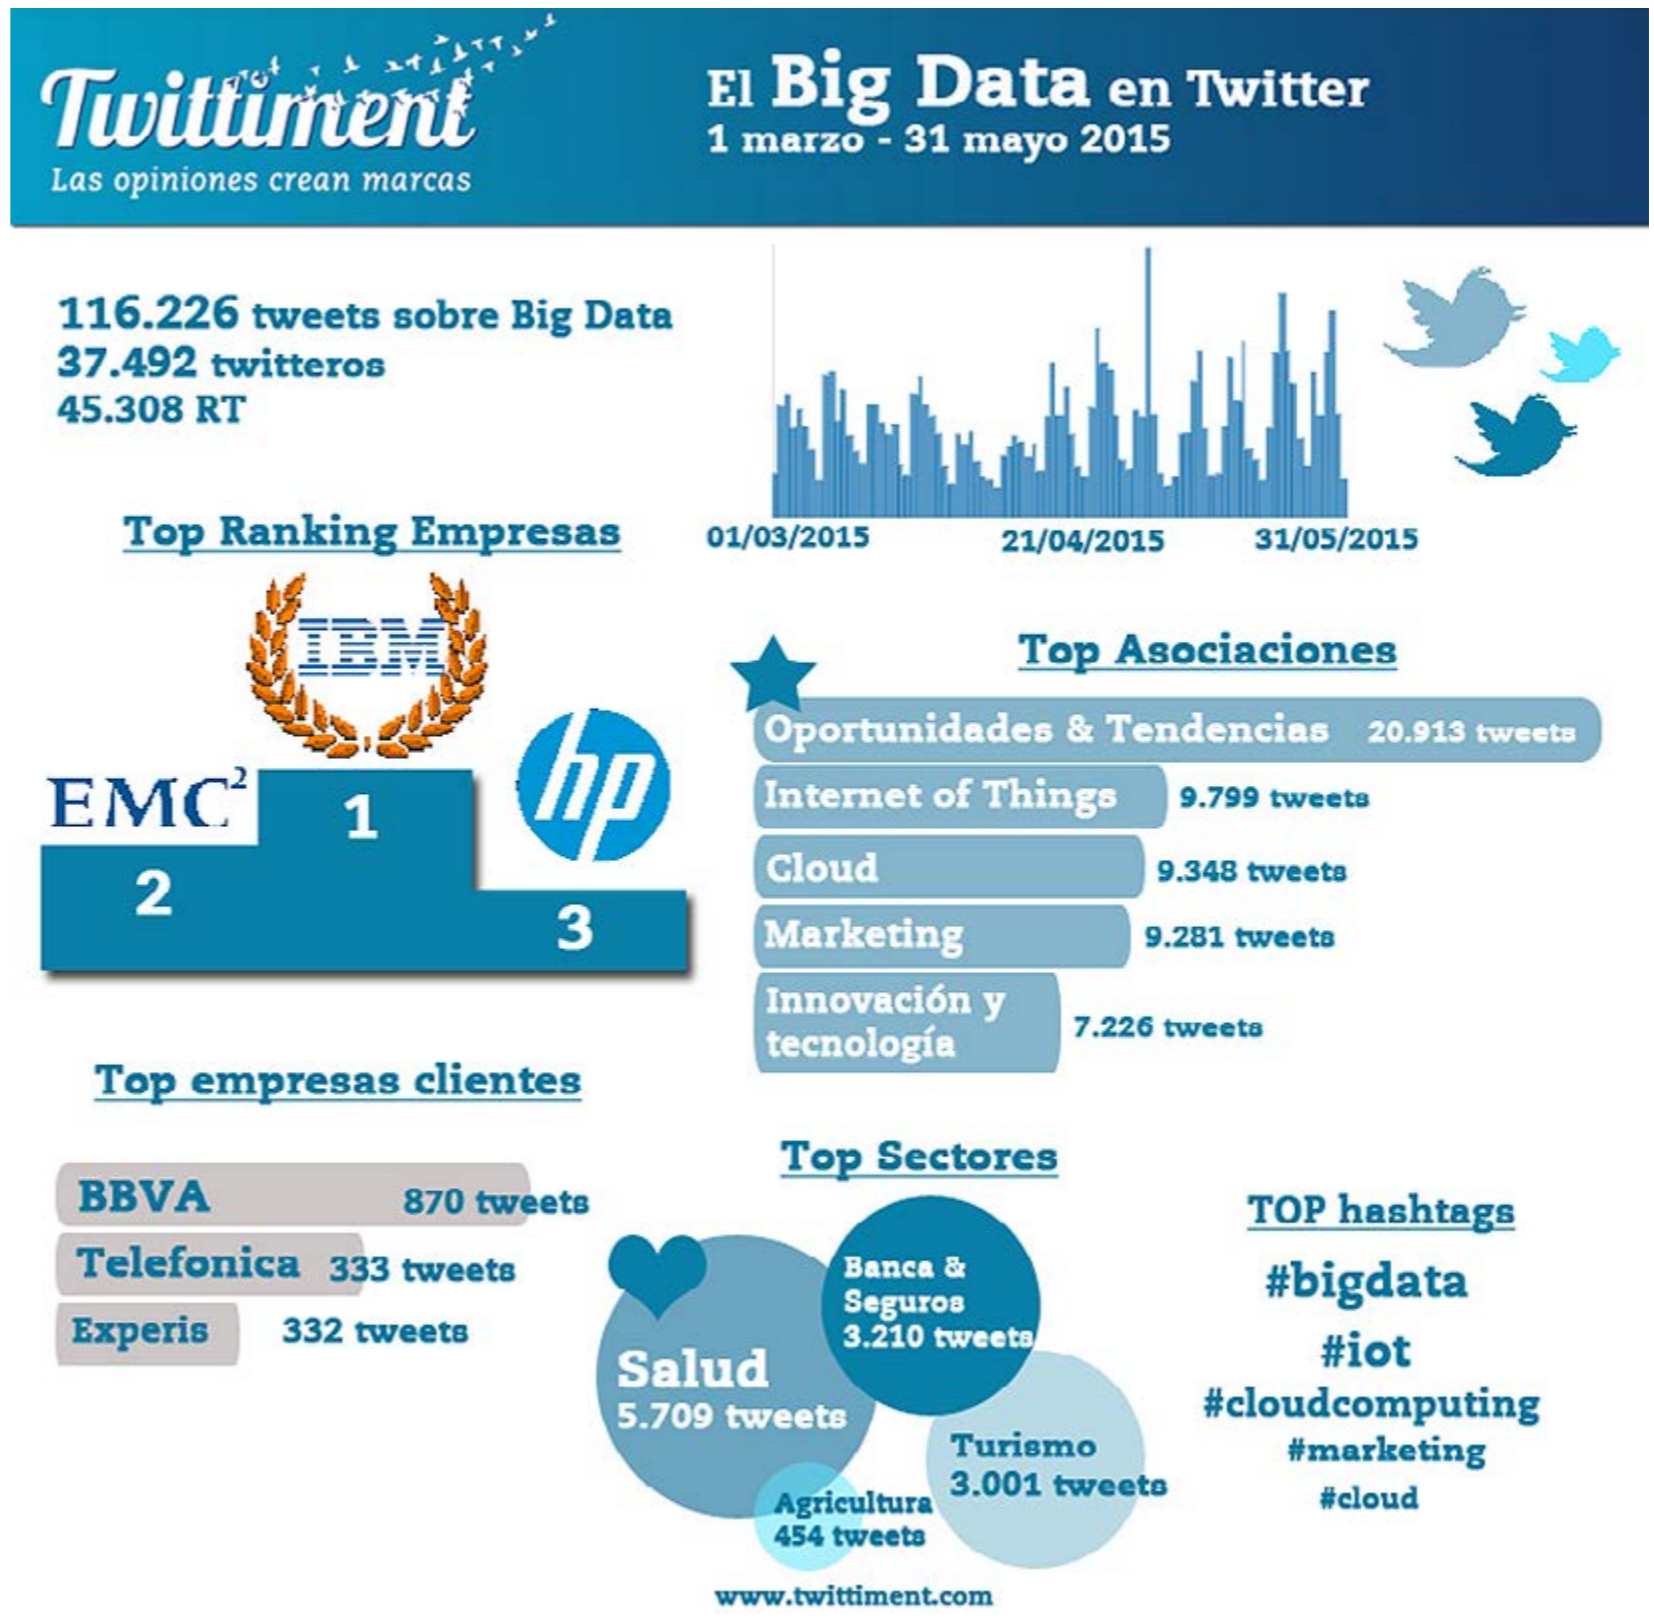 Twittiment
Las opiniones crean marcas
El Big Data en Twitter
1 marzo - 31 mayo 2015
116.226 tweets sobre Big Data
37.492 twitteros
45.308 RT
01/03/2015
21/04/2015
31/05/2015
Top Ranking Empresas
IBM
EMC²
hp
1
2
3
Top Asociaciones
Oportunidades & Tendencias 20.913 tweets
Internet of Things 9.799 tweets
Cloud 9.348 tweets
Marketing 9.281 tweets
Innovación y
tecnología
7.226 tweets
Top empresas clientes
BBVA 870 tweets
Telefonica 333 tweets
Experis 332 tweets
Top Sectores
Banca &
Seguros
3.210 tweets
Salud
5.709 tweets
Turismo
3.001 tweets
Agricultura
454 tweets
TOP hashtags
#bigdata
#iot
#cloudcomputing
#marketing
#cloud
www.twittiment.com